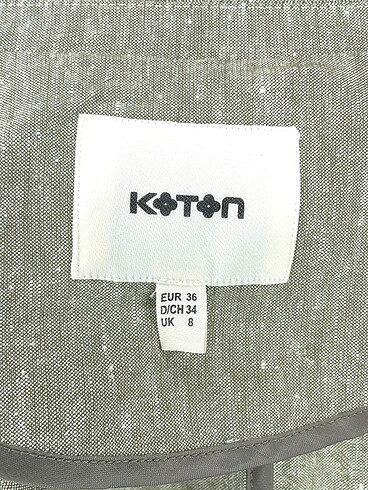 KOTON
EUR 36
D/CH 34
UK 8